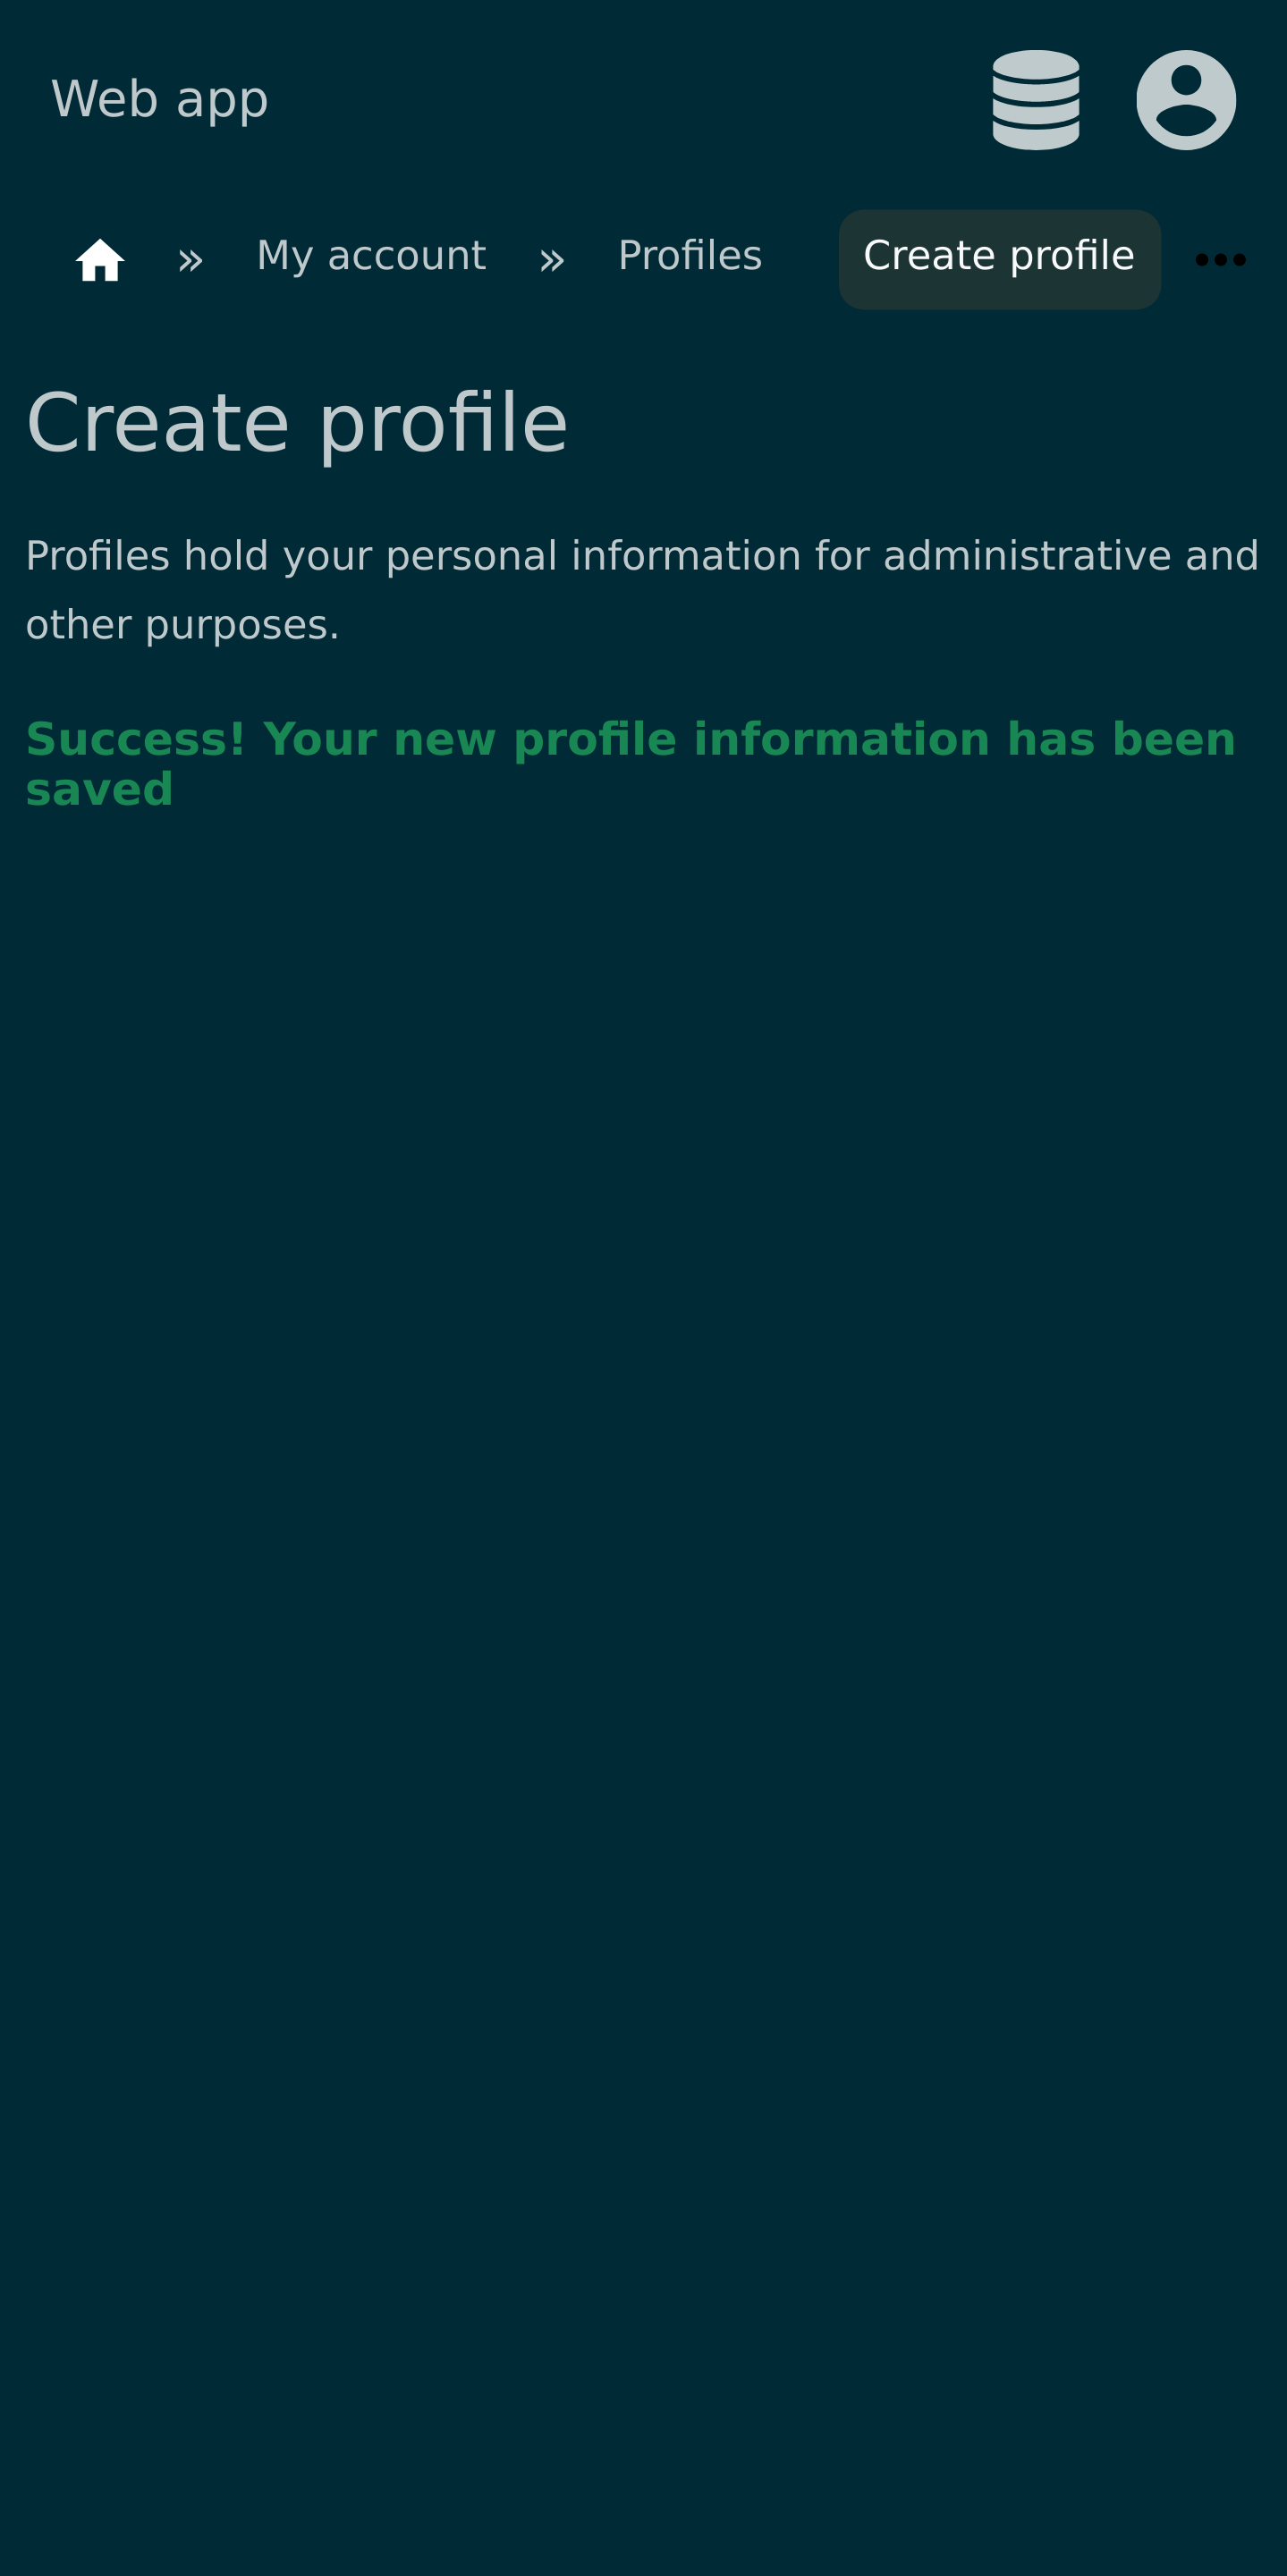 Web app
» My account » Profiles Create profile
Create profile
Profiles hold your personal information for administrative and
other purposes.
Success! Your new profile information has been
saved